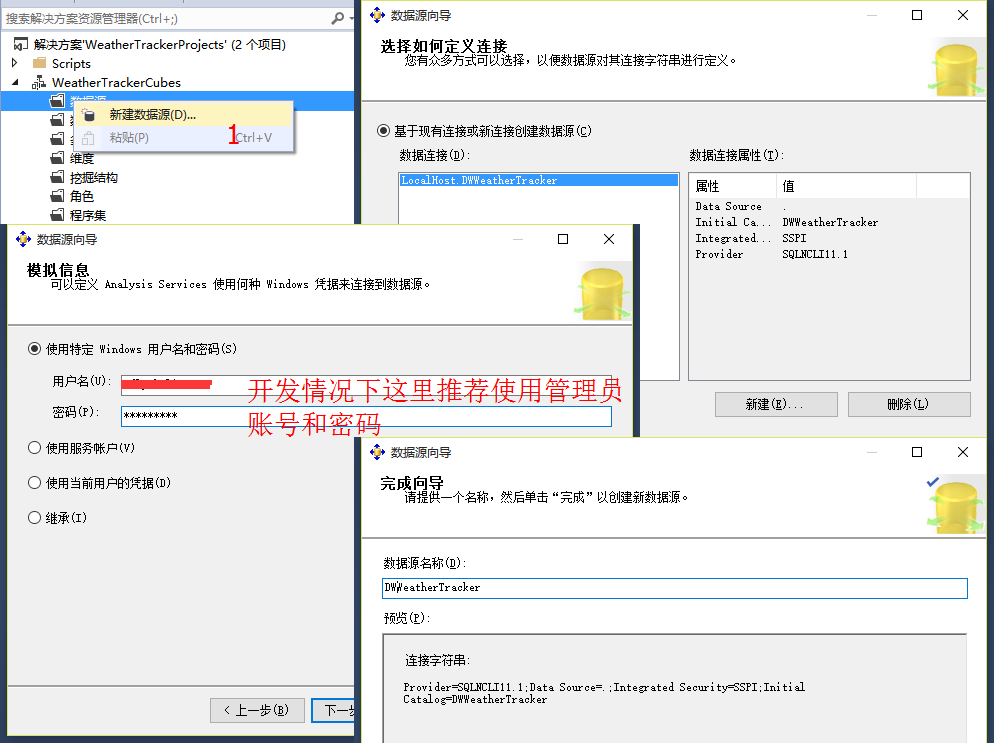 搜索解决方案资源管理器(Ctrl+;)
解决方案'WeatherTrackerProjects' (2 个项目)
Scripts
WeatherTrackerCubes
数据源
新建数据源(D)...
粘贴(P)
1
Ctrl+V
维度
挖掘结构
角色
程序集
数据源向导
选择如何定义连接
您有众多方式可以选择，以便数据源对其连接字符串进行定义。
基于现有连接或新连接创建数据源(C)
数据连接(D):
数据连接属性(T):
LocalHost.DWWeatherTracker
属性
值
Data Source
.
Initial Ca...
DWWeatherTracker
Integrated...
SSPI
Provider
SQLNCLI11.1
新建(E)...
删除(L)
数据源向导
模拟信息
可以定义 Analysis Services 使用何种 Windows 凭据来连接到数据源。
使用特定 Windows 用户名和密码(S)
用户名(U):
密码(P):
*********
开发情况下这里推荐使用管理员
账号和密码
使用服务帐户(V)
使用当前用户的凭据(D)
继承(I)
< 上一步(B)
下一步
数据源向导
完成向导
请提供一个名称，然后单击“完成”以创建新数据源。
数据源名称(D):
DWWeatherTracker
预览(P):
连接字符串:
Provider=SQLNCLI11.1;Data Source=.;Integrated Security=SSPI;Initial
Catalog=DWWeatherTracker